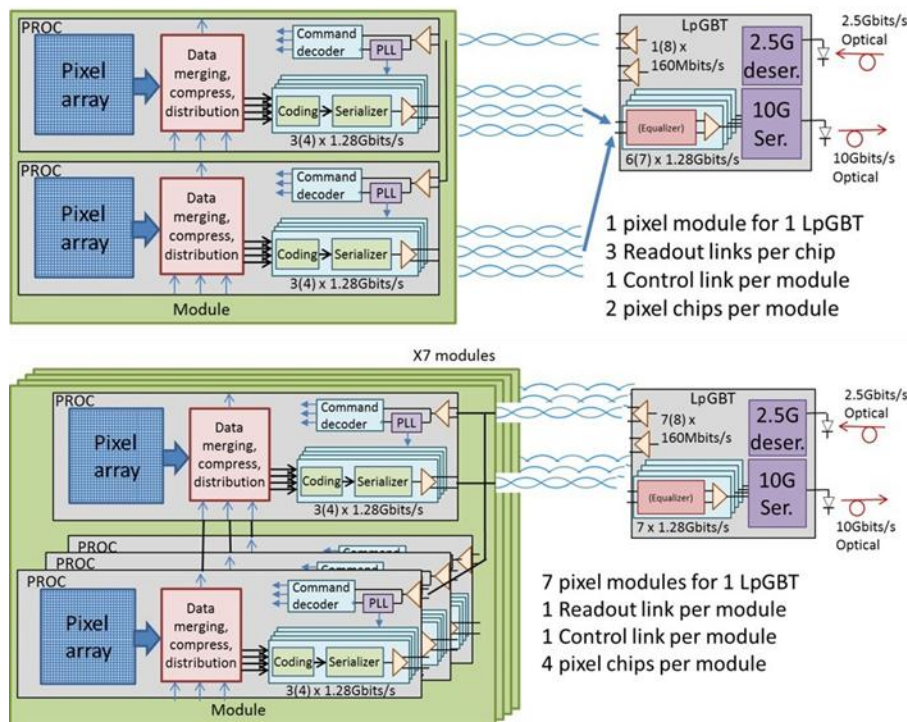 PROC
Pixel
array
Data
merging,
compress,
distribution
Command
decoder
PLL
Coding
Serializer
3(4) x 1.28Gbits/s
PROC
Pixel
array
Data
merging,
compress,
distribution
Command
decoder
PLL
Coding
Serializer
3(4) x 1.28Gbits/s
Module
LpGBT
1(8) x
160Mbits/s
2.5G
deser.
(Equalizer)
6(7) x 1.28Gbits/s
10G
Ser.
2.5Gbits/s
Optical
10Gbits/s
Optical
1 pixel module for 1 LpGBT
3 Readout links per chip
1 Control link per module
2 pixel chips per module
X7 modules
PROC
Pixel
array
Data
merging,
compress,
distribution
Command
decoder
PLL
Coding
Serializer
3(4) x 1.28Gbits/s
PROC
Command
PROC
Pixel
array
Data
merging,
compress,
distribution
Command
decoder
PLL
Coding
Serializer
3(4) x 1.28Gbits/s
Module
LpGBT
7(8) x
160Mbits/s
2.5G
deser.
(Equalizer)
7 x 1.28Gbits/s
10G
Ser.
2.5Gbits/s
Optical
10Gbits/s
Optical
7 pixel modules for 1 LpGBT
1 Readout link per module
1 Control link per module
4 pixel chips per module